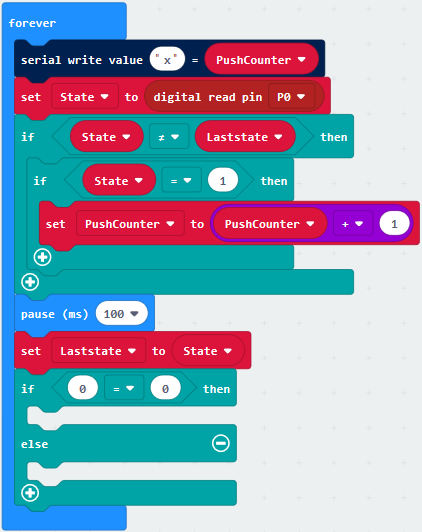 forever
serial write value "x" = PushCounter
set State to digital read pin P0
if State ≠ Laststate then
if State = 1 then
set PushCounter to PushCounter + 1
pause (ms) 100
set Laststate to State
if 0 = 0 then
else